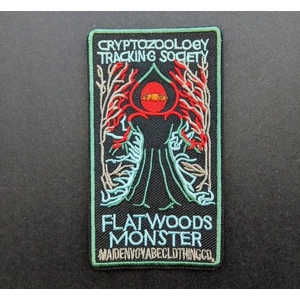 CRYPTOZOOLOGY
TRACKING SOCIETY
FLATWOODS
MONSTER
MAIDENVOYAGECLOTHINGCO.